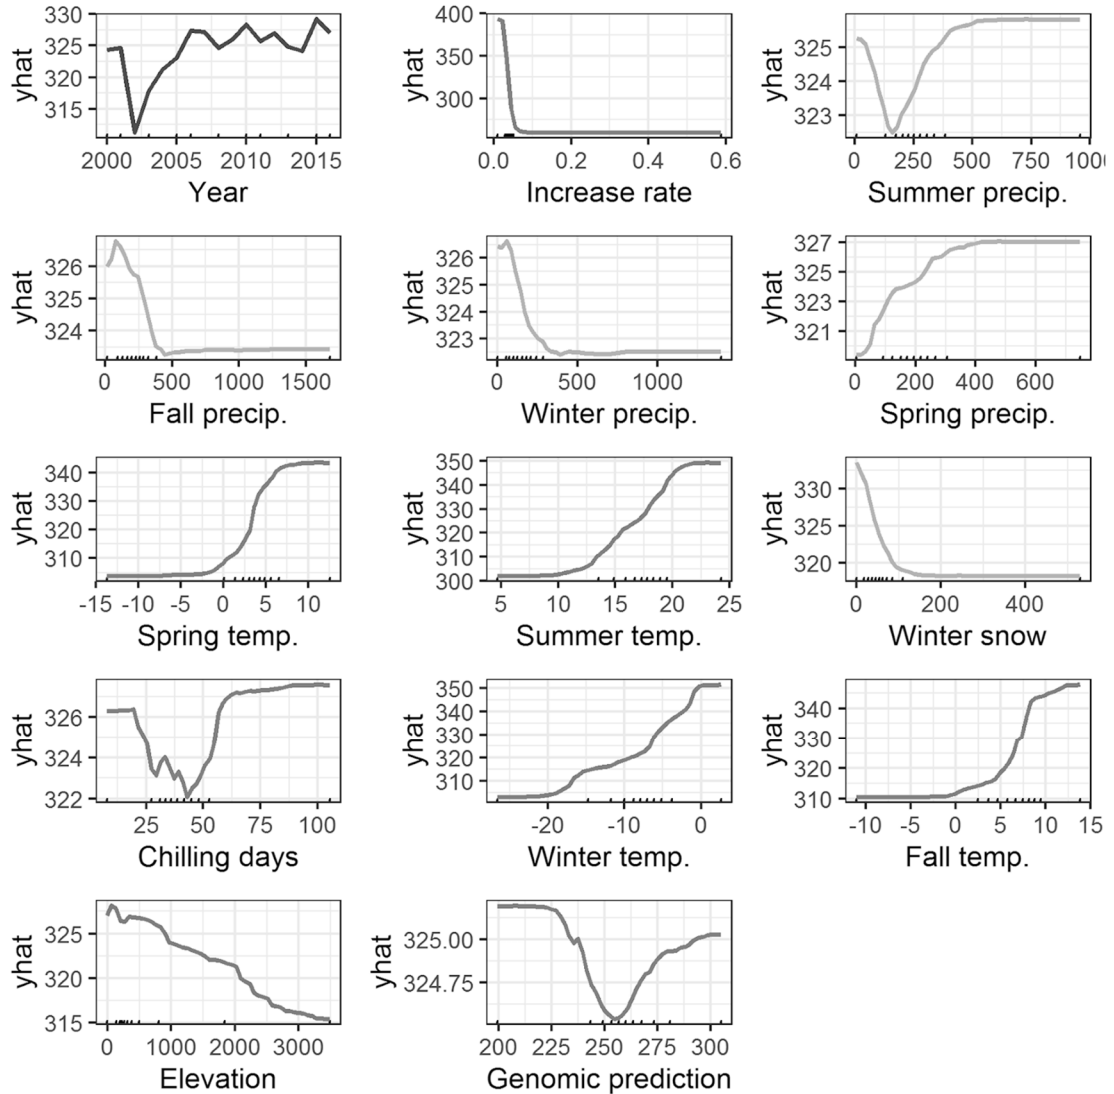 yhat
330
325
320
315
2000 2005 2010 2015
Year
yhat
400
350
300
0.0 0.2 0.4 0.6
Increase rate
yhat
325
324
323
0 250 500 750 100
Summer precip.
yhat
326
325
324
0 500 1000 1500
Fall precip.
yhat
326
325
324
323
0 500 1000
Winter precip.
yhat
327
325
323
321
0 200 400 600
Spring precip.
yhat
340
330
320
310
-15 -10 -5 0 5 10
Spring temp.
yhat
350
340
330
320
310
300
5 10 15 20 25
Summer temp.
yhat
330
325
320
0 200 400
Winter snow
yhat
326
324
322
25 50 75 100
Chilling days
yhat
350
340
330
320
310
-20 -10 0
Winter temp.
yhat
340
330
320
310
-10 -5 0 5 10 15
Fall temp.
yhat
325
320
315
0 1000 2000 3000
Elevation
yhat
325.00
324.75
200 225 250 275 300
Genomic prediction